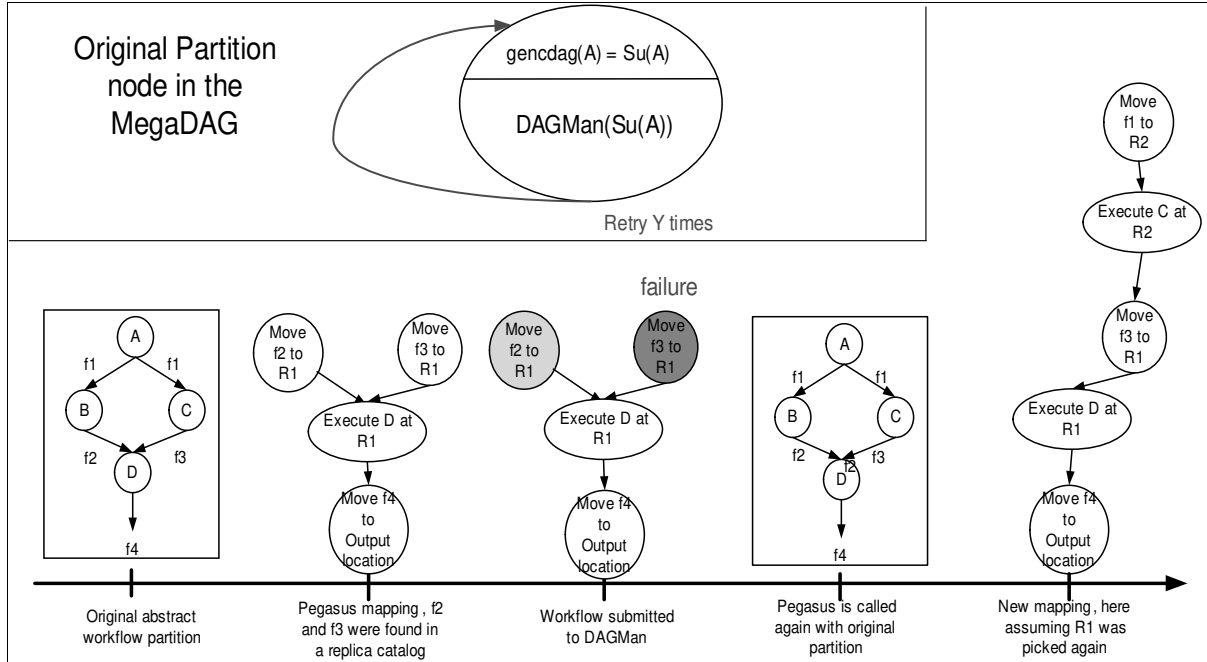 Original Partition
node in the
MegaDAG
gencdag(A) = Su(A)
DAGMan(Su(A))
Retry Y times
A
f1
f1
B
C
f2
f3
D
f4
Original abstract
workflow partition
Move
f2 to
R1
Move
f3 to
R1
Execute D at
R1
Move f4
to
Output
location
Pegasus mapping , f2
and f3 were found in
a replica catalog
failure
Move
f2 to
R1
Move
f3 to
R1
Execute D at
R1
Move f4
to
Output
location
Workflow submitted
to DAGMan
A
f1
f1
B
C
f2
f3
f2
D
f4
Pegasus is called
again with original
partition
Move
f1 to
R2
Execute C at
R2
Move
f3 to
R1
Execute D at
R1
Move f4
to
Output
location
New mapping , here
assuming R1 was
picked again